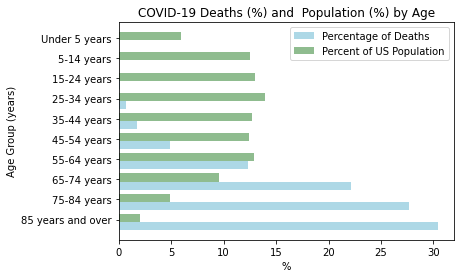 COVID-19 Deaths (%) and  Population (%) by Age
Percentage of Deaths
Percent of US Population
Age Group (years)
Under 5 years
5-14 years
15-24 years
25-34 years
35-44 years
45-54 years
55-64 years
65-74 years
75-84 years
85 years and over
0 5 10 15 20 25 30
%